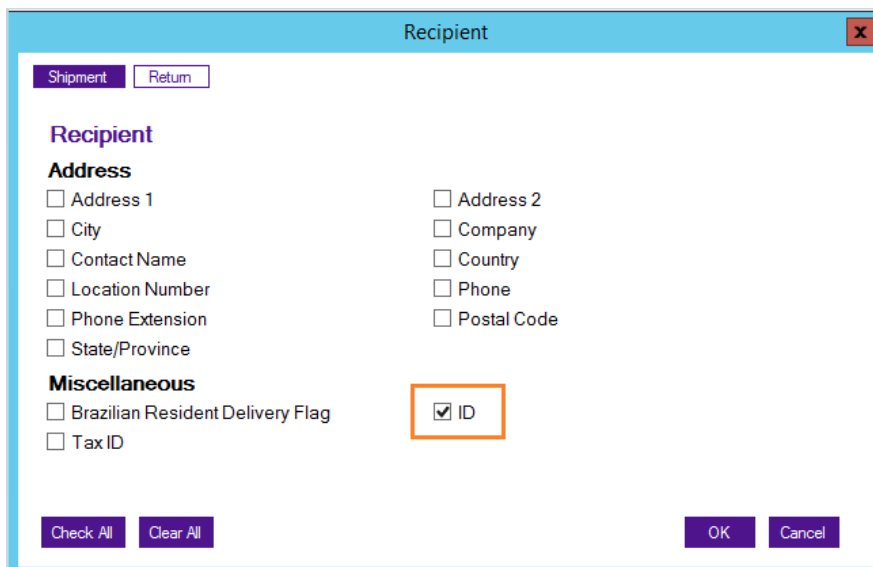 Recipient
x
Shipment Return
Recipient
Address
Address 1 Address 2
City Company
Contact Name Country
Location Number Phone
Phone Extension Postal Code
State/Province
Miscellaneous
Brazilian Resident Delivery Flag ID
Tax ID
Check All Clear All OK Cancel